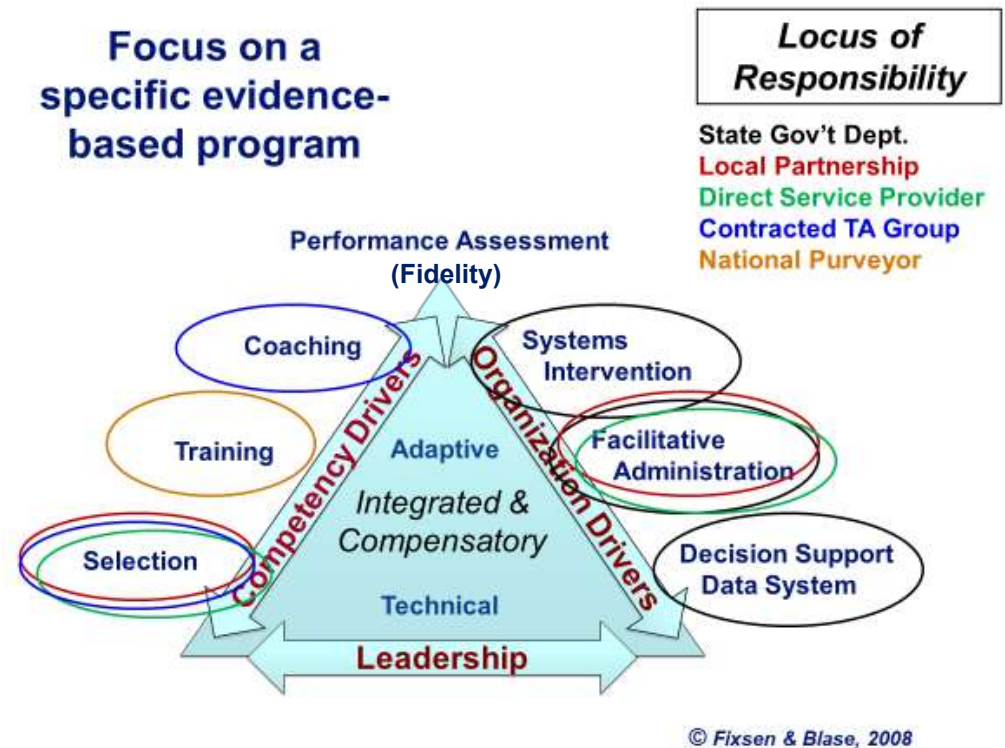 Focus on a
specific evidence-
based program
Locus of
Responsibility
State Gov't Dept.
Local Partnership
Direct Service Provider
Contracted TA Group
National Purveyor
Performance Assessment
(Fidelity)
Coaching
Training
Selection
Competency Drivers
Organization Drivers
Systems
Intervention
Facilitative
Administration
Decision Support
Data System
Adaptive
Integrated &
Compensatory
Technical
Leadership
© Fixsen & Blase, 2008